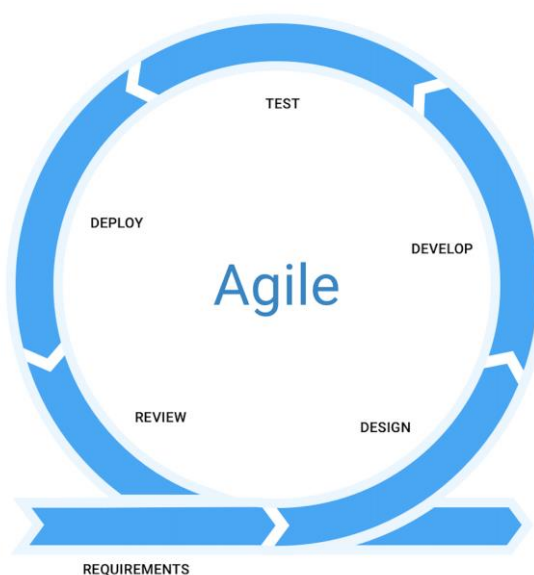 TEST
DEPLOY
DEVELOP
Agile
REVIEW
DESIGN
REQUIREMENTS